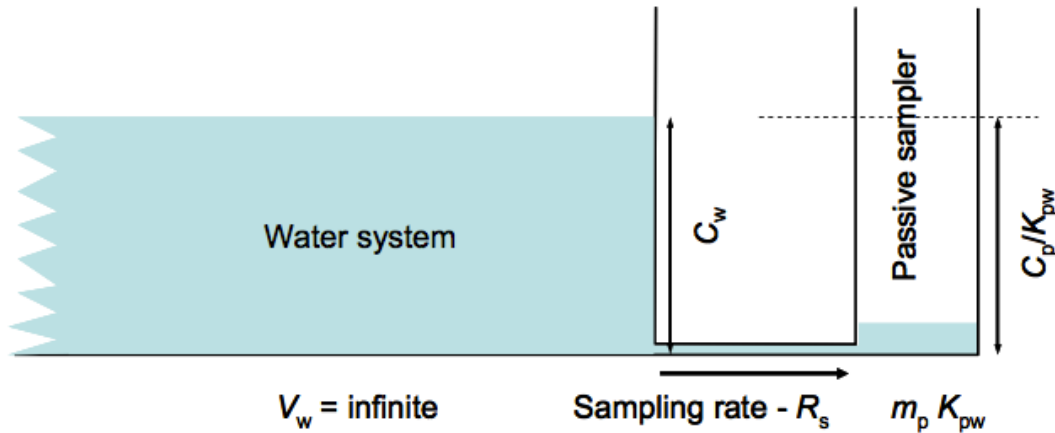 Water system
C_w
Passive sampler
C_p/K_pw
V_w = infinite
Sampling rate - R_s
m_p K_pw